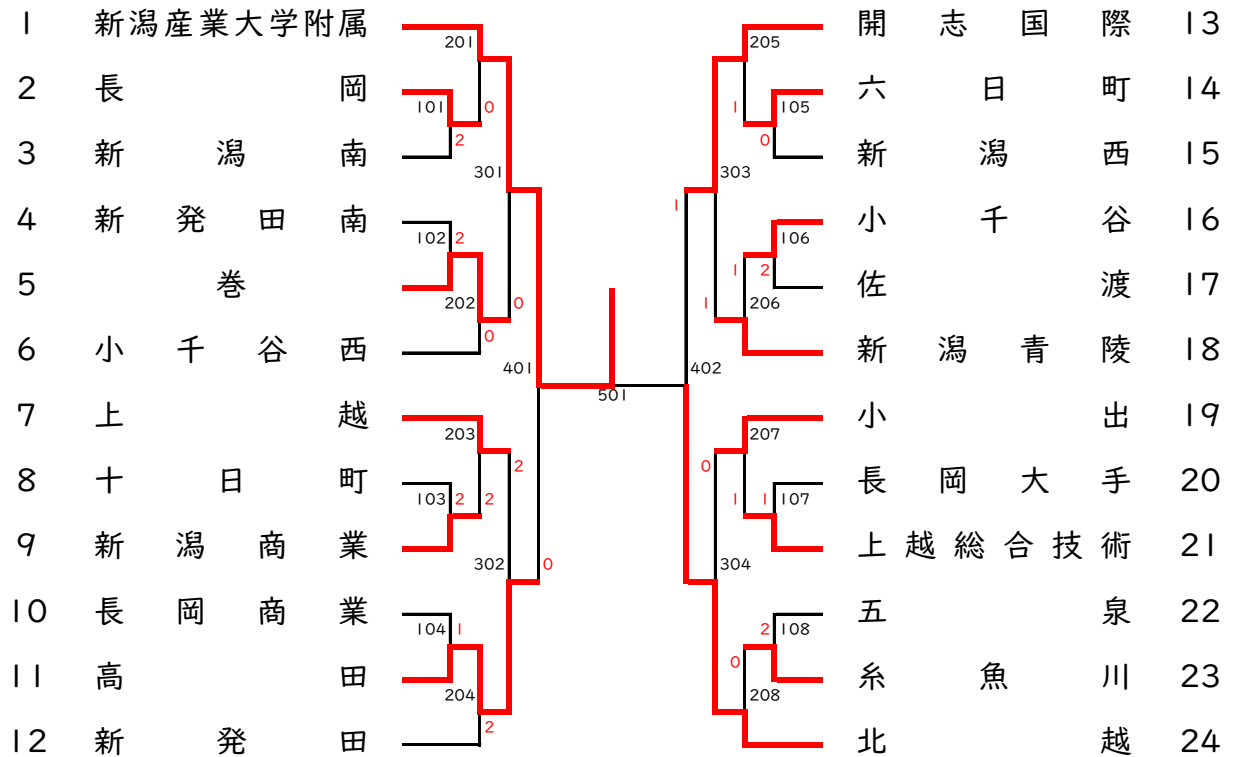 1 新潟産業大学附属
2 長岡
3 新潟南
4 新発田南
5 巻
6 小千谷西
7 上越
8 十日町
9 新潟商業
10 長岡商業
11 高田
12 新発田
201
101
0
2
301
102
2
202
0
0
401
203
2
103
2
2
302
0
104
1
204
2
501
205
1
105
0
303
1
106
1
2
1
206
402
207
0
1
1
107
304
2
108
0
208
開志国際 13
六日町 14
新潟西 15
小千谷 16
佐渡 17
新潟青陵 18
小出 19
長岡大手 20
上越総合技術 21
五泉 22
糸魚川 23
北越 24